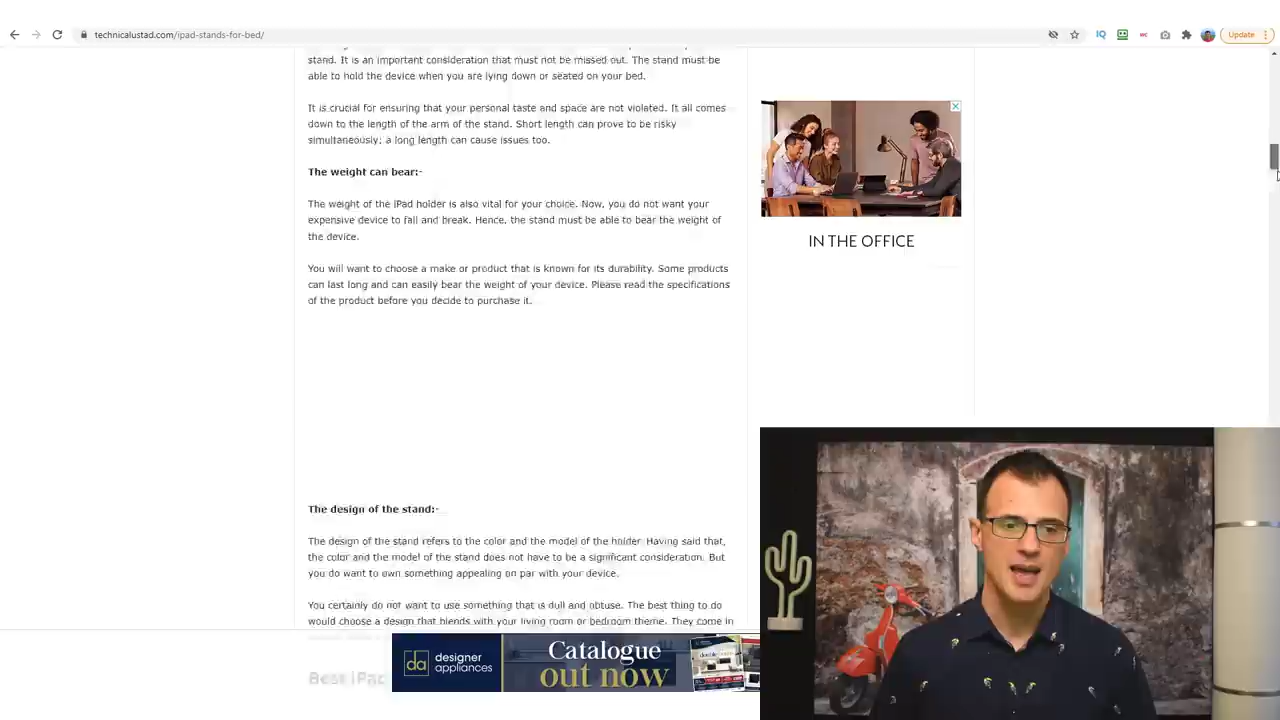 technicalustad.com/ipad-stands-for-bed/
Update
stand. It is an important consideration that must not be missed out. The stand must be
able to hold the device when you are lying down or seated on your bed.
It is crucial for ensuring that your personal taste and space are not violated. It all comes
down to the length of the arm of the stand. Short length can prove to be risky
simultaneously; a long length can cause issues too.
The weight can bear:-
The weight of the iPad holder is also vital for your choice. Now, you do not want your
expensive device to fall and break. Hence, the stand must be able to bear the weight of
the device.
You will want to choose a make or product that is known for its durability. Some products
can last long and can easily bear the weight of your device. Please read the specifications
of the product before you decide to purchase it.
The design of the stand:-
The design of the stand refers to the color and the model of the holder Having said that,
the color and the model of the stand does not have to be a significant consideration. But
you do want to own something appealing on par with your device.
You certainly do not want to use something that is dull and obtuse. The best thing to do
would choose a design that blends with your living room or bedroom theme. They come in
Best iPad
IN THE OFFICE
da designer
appliances
Catalogue
out now